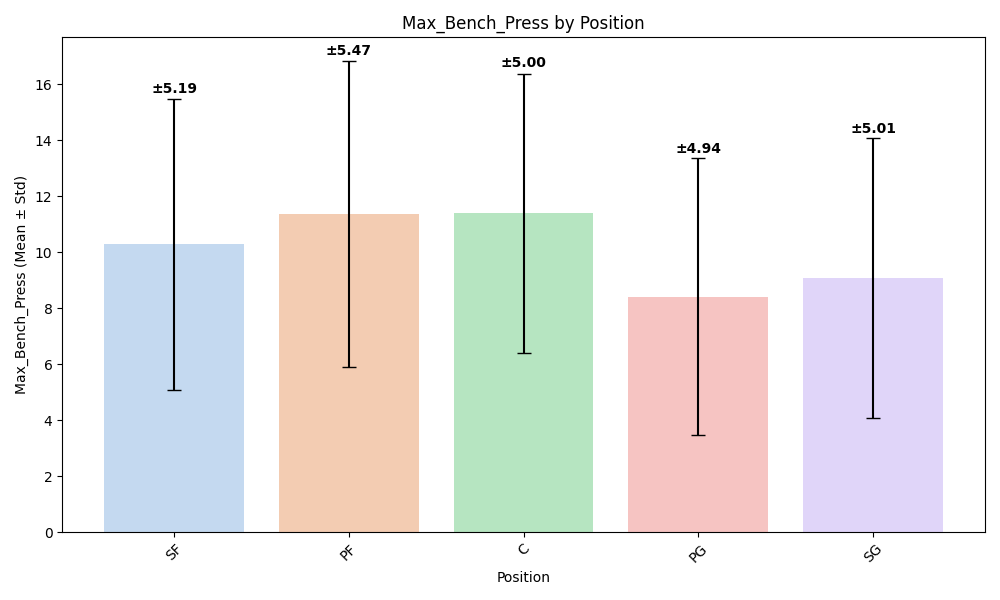 Max_Bench_Press by Position
±5.19
±5.47
±5.00
±4.94
±5.01
Max_Bench_Press (Mean ± Std)
16
14
12
10
8
6
4
2
0
SF
PF
C
PG
SG
Position